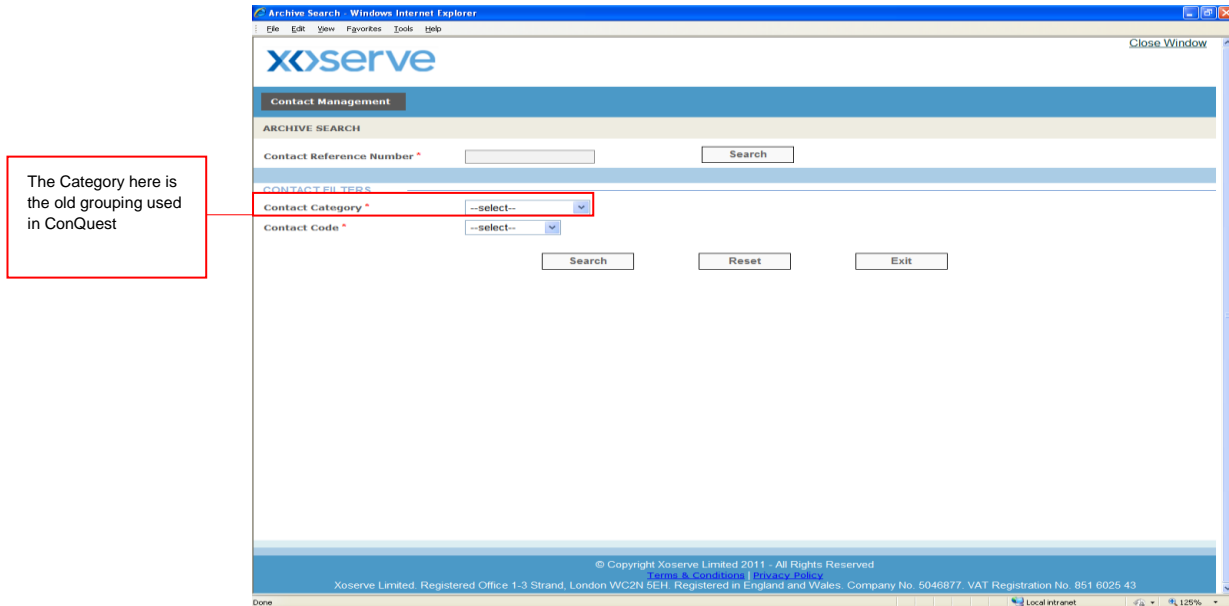 Archive Search - Windows Internet Explorer
File Edit View Favorites Tools Help
Close Window
xoserve
Contact Management
ARCHIVE SEARCH
Contact Reference Number *
Search
CONTACT FILTERS
Contact Category *
--select--
Contact Code *
--select--
Search Reset Exit
The Category here is
the old grouping used
in ConQuest
© Copyright Xoserve Limited 2011 - All Rights Reserved
Terms & Conditions | Privacy Policy
Xoserve Limited. Registered Office 1-3 Strand, London WC2N 5EH. Registered in England and Wales. Company No. 5046877. VAT Registration No. 851 6025 43
Done
Local intranet
125%